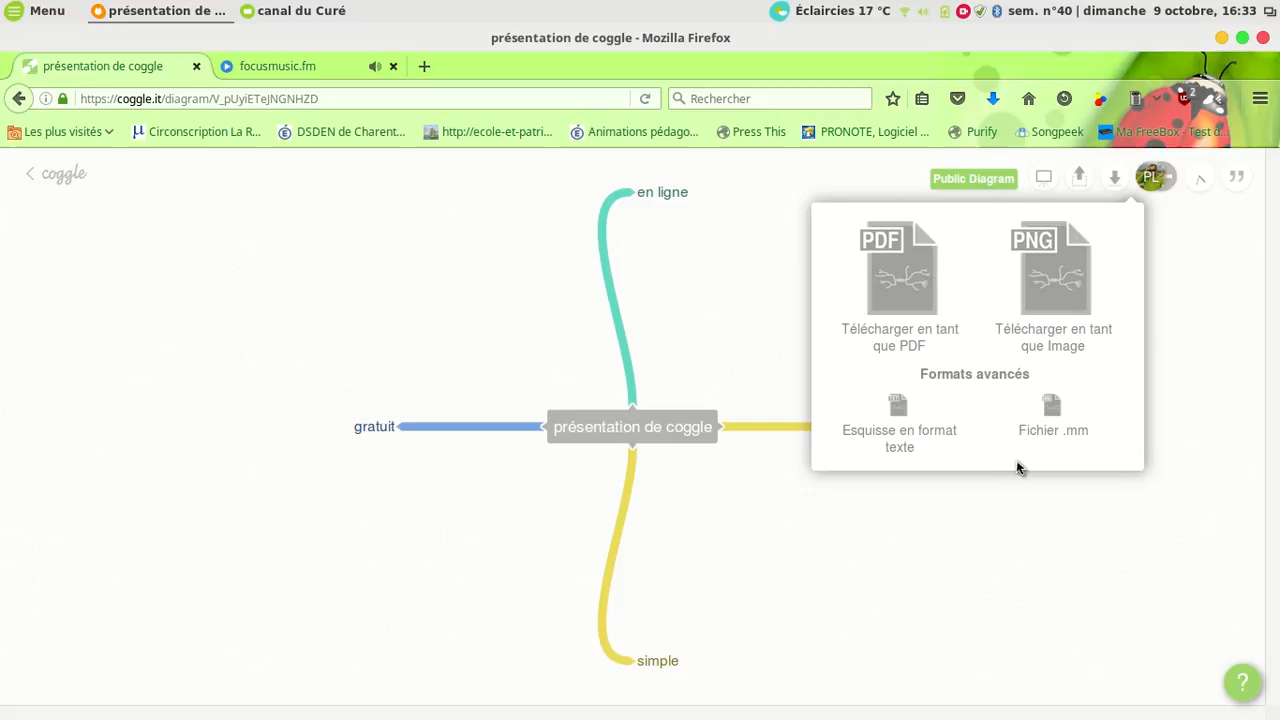 Menu
présentation de ...
canal du Curé
Éclaircies 17 °C
sem. n°40 | dimanche 9 octobre, 16:33
présentation de coggle - Mozilla Firefox
présentation de coggle
focusmusic.fm
https://coggle.it/diagram/V_pUyiETeJNGNHZD
Rechercher
2
Les plus visités
Circonscription La R...
DSDEN de Charent...
http://ecole-et-patri...
Animations pédago...
Press This
PRONOTE, Logiciel ...
Purify
Songpeek
Ma FreeBox - Test d...
coggle
Public Diagram
PL
en ligne
PDF
PNG
Télécharger en tant
que PDF
Télécharger en tant
que Image
Formats avancés
Esquisse en format
texte
Fichier .mm
gratuit
présentation de coggle
simple
?